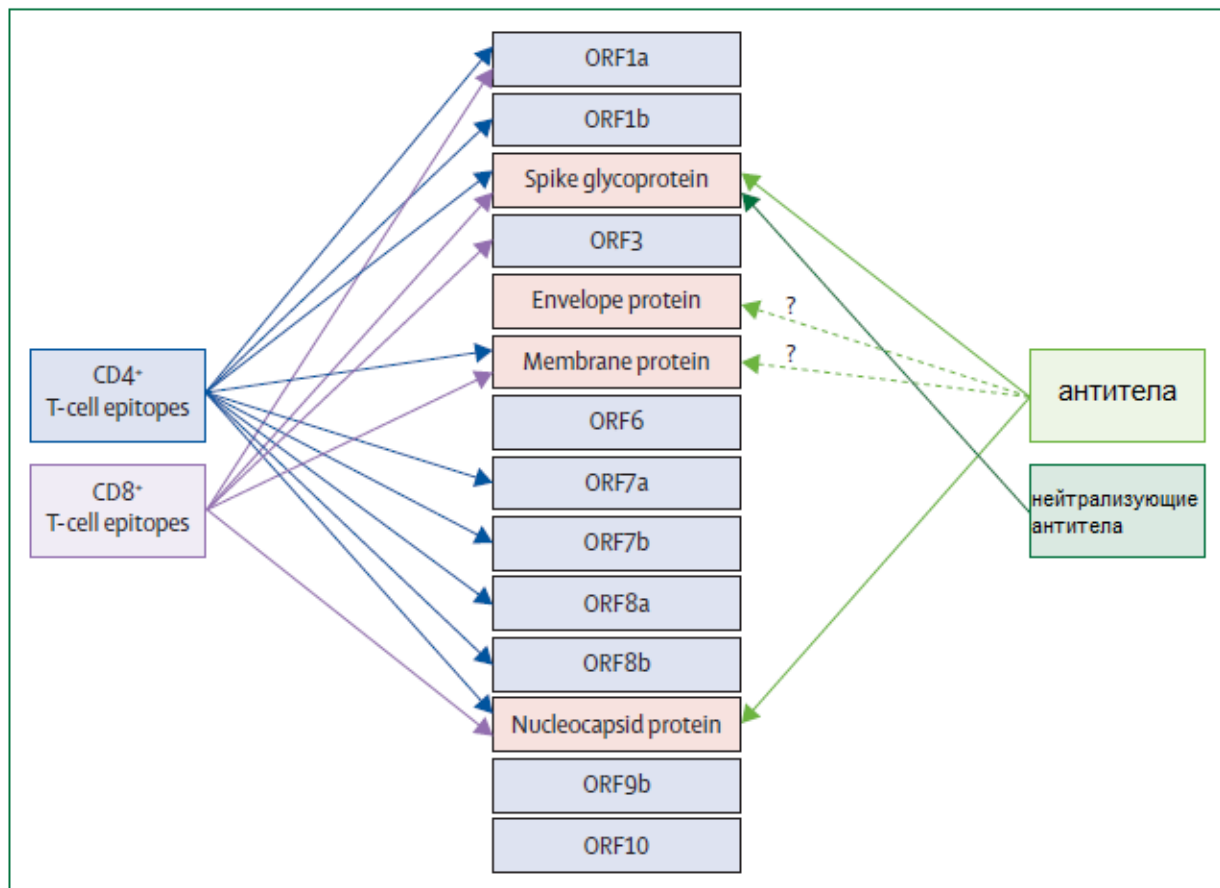 ORF1a
ORF1b
Spike glycoprotein
ORF3
Envelope protein
?
Membrane protein
?
CD4⁺
T-cell epitopes
ORF6
антитела
ORF7a
CD8⁺
T-cell epitopes
ORF7b
нейтрализующие
антитела
ORF8a
ORF8b
Nucleocapsid protein
ORF9b
ORF10